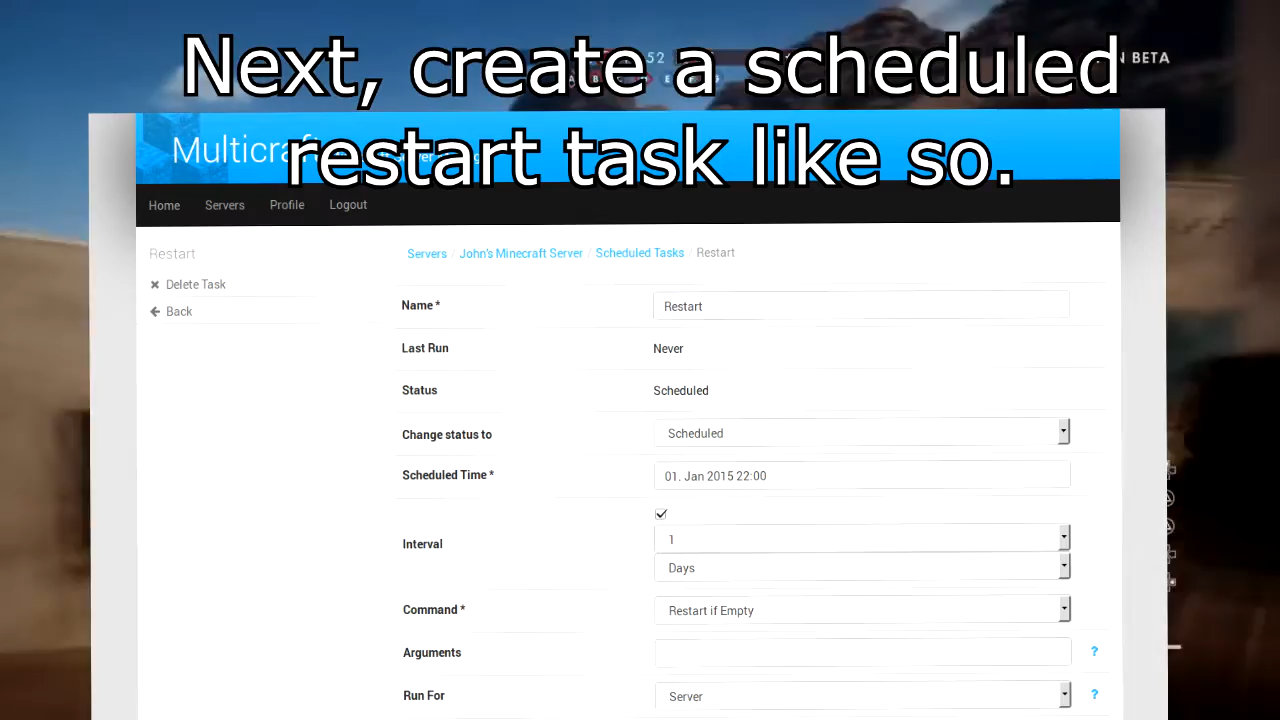 Next, create a scheduled
restart task like so.
52
N BETA
Multicraft
Home Servers Profile Logout
Restart
Servers / John's Minecraft Server / Scheduled Tasks / Restart
Delete Task
Back
Name * Restart
Last Run Never
Status Scheduled
Change status to Scheduled
Scheduled Time * 01. Jan 2015 22:00
Interval 1
Days
Command * Restart if Empty
Arguments ?
Run For Server ?